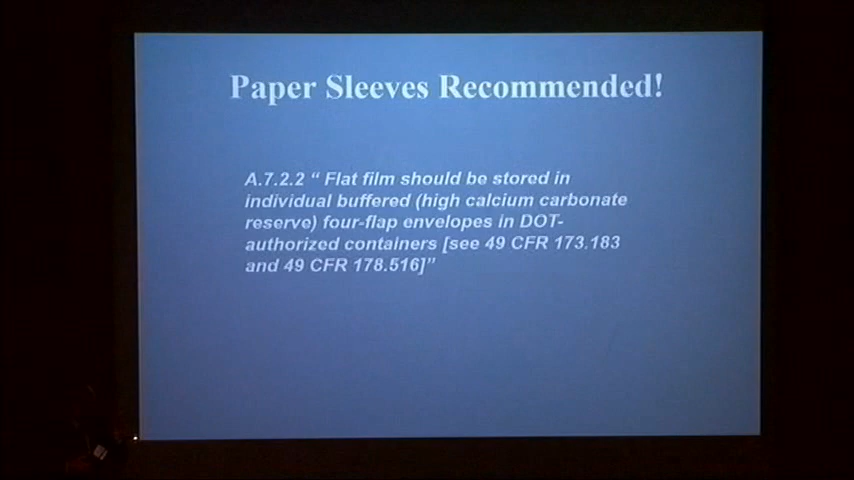 Paper Sleeves Recommended!
A.7.2.2 “ Flat film should be stored in
individual buffered (high calcium carbonate
reserve) four-flap envelopes in DOT-
authorized containers [see 49 CFR 173.183
and 49 CFR 178.516]”